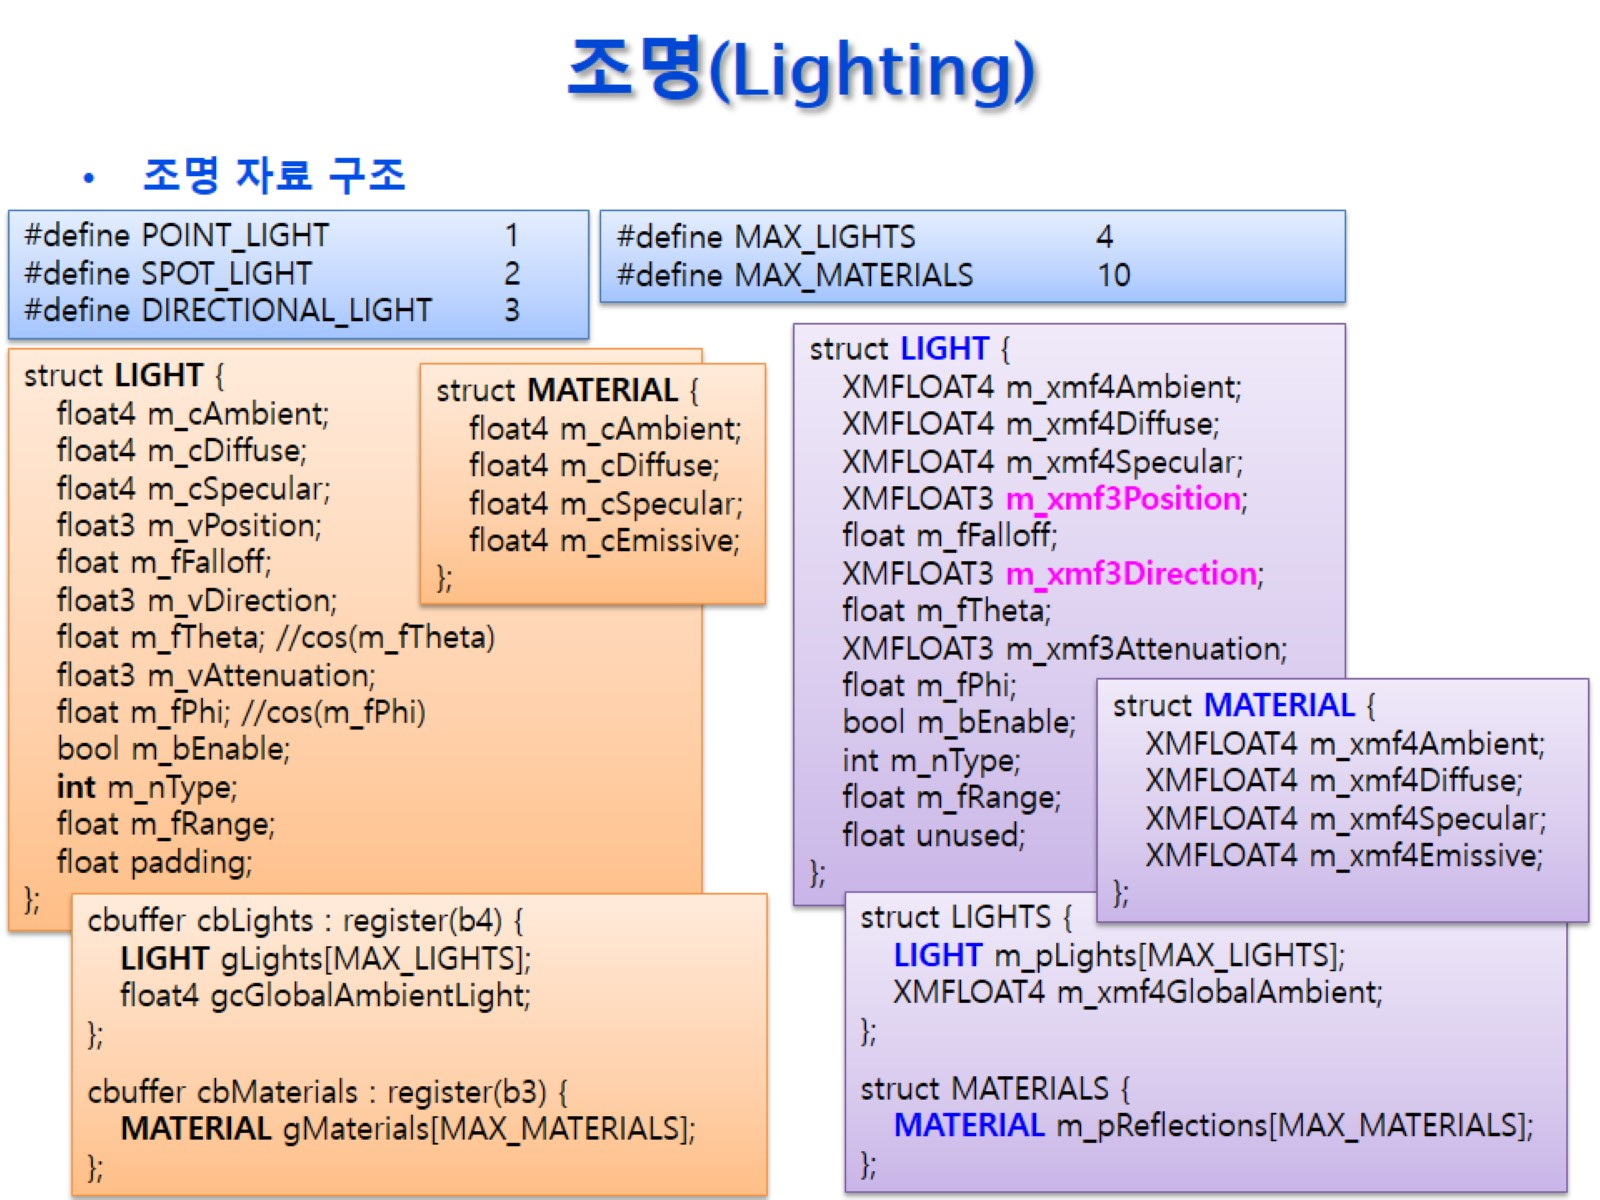 조명(Lighting)
• 조명 자료 구조
#define POINT_LIGHT 1
#define SPOT_LIGHT 2
#define DIRECTIONAL_LIGHT 3
#define MAX_LIGHTS 4
#define MAX_MATERIALS 10
struct LIGHT {
float4 m_cAmbient;
float4 m_cDiffuse;
float4 m_cSpecular;
float3 m_vPosition;
float m_fFalloff;
float3 m_vDirection;
float m_fTheta; //cos(m_fTheta)
float3 m_vAttenuation;
float m_fPhi; //cos(m_fPhi)
bool m_bEnable;
int m_nType;
float m_fRange;
float padding;
};
struct MATERIAL {
float4 m_cAmbient;
float4 m_cDiffuse;
float4 m_cSpecular;
float4 m_cEmissive;
};
cbuffer cbLights : register(b4) {
LIGHT gLights[MAX_LIGHTS];
float4 gcGlobalAmbientLight;
};
cbuffer cbMaterials : register(b3) {
MATERIAL gMaterials[MAX_MATERIALS];
};
struct LIGHT {
XMFLOAT4 m_xmf4Ambient;
XMFLOAT4 m_xmf4Diffuse;
XMFLOAT4 m_xmf4Specular;
XMFLOAT3 m_xmf3Position;
float m_fFalloff;
XMFLOAT3 m_xmf3Direction;
float m_fTheta;
XMFLOAT3 m_xmf3Attenuation;
float m_fPhi;
bool m_bEnable;
int m_nType;
float m_fRange;
float unused;
};
struct MATERIAL {
XMFLOAT4 m_xmf4Ambient;
XMFLOAT4 m_xmf4Diffuse;
XMFLOAT4 m_xmf4Specular;
XMFLOAT4 m_xmf4Emissive;
};
struct LIGHTS {
LIGHT m_pLights[MAX_LIGHTS];
XMFLOAT4 m_xmf4GlobalAmbient;
};
struct MATERIALS {
MATERIAL m_pReflections[MAX_MATERIALS];
};